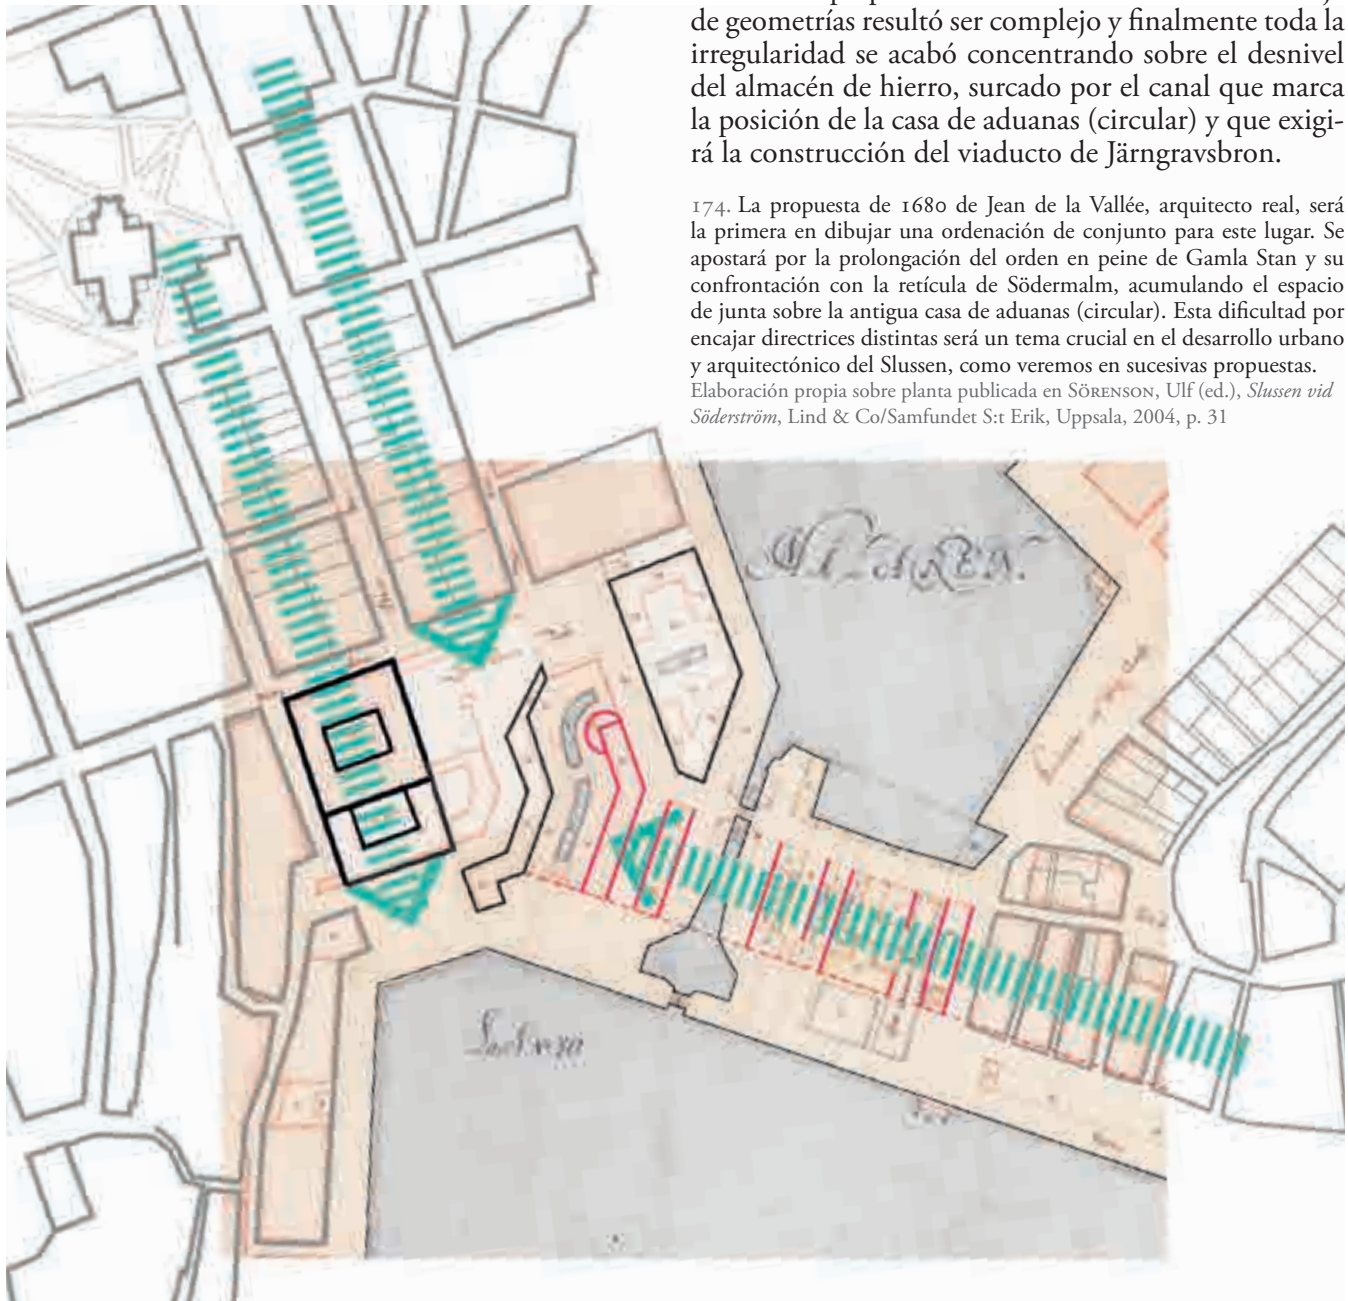 de geometrías resultó ser complejo y finalmente toda la
irregularidad se acabó concentrando sobre el desnivel
del almacén de hierro, surcado por el canal que marca
la posición de la casa de aduanas (circular) y que exigi-
rá la construcción del viaducto de Järngravsbron.
174. La propuesta de 1680 de Jean de la Vallée, arquitecto real, será
la primera en dibujar una ordenación de conjunto para este lugar. Se
apostará por la prolongación del orden en peine de Gamla Stan y su
confrontación con la retícula de Södermalm, acumulando el espacio
de junta sobre la antigua casa de aduanas (circular). Esta dificultad por
encajar directrices distintas será un tema crucial en el desarrollo urbano
y arquitectónico del Slussen, como veremos en sucesivas propuestas.
Elaboración propia sobre planta publicada en Sörenson, Ulf (ed.), Slussen vid
Söderström, Lind & Co/Samfundet S:t Erik, Uppsala, 2004, p. 31